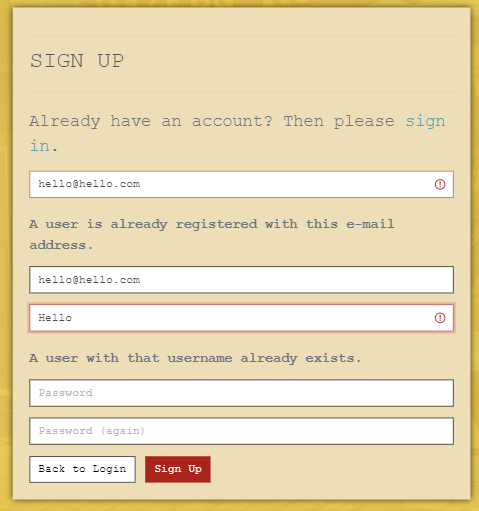 SIGN UP
Already have an account? Then please sign
in.
hello@hello.com
A user is already registered with this e-mail
address.
hello@hello.com
Hello
A user with that username already exists.
Password
Password (again)
Back to Login Sign Up